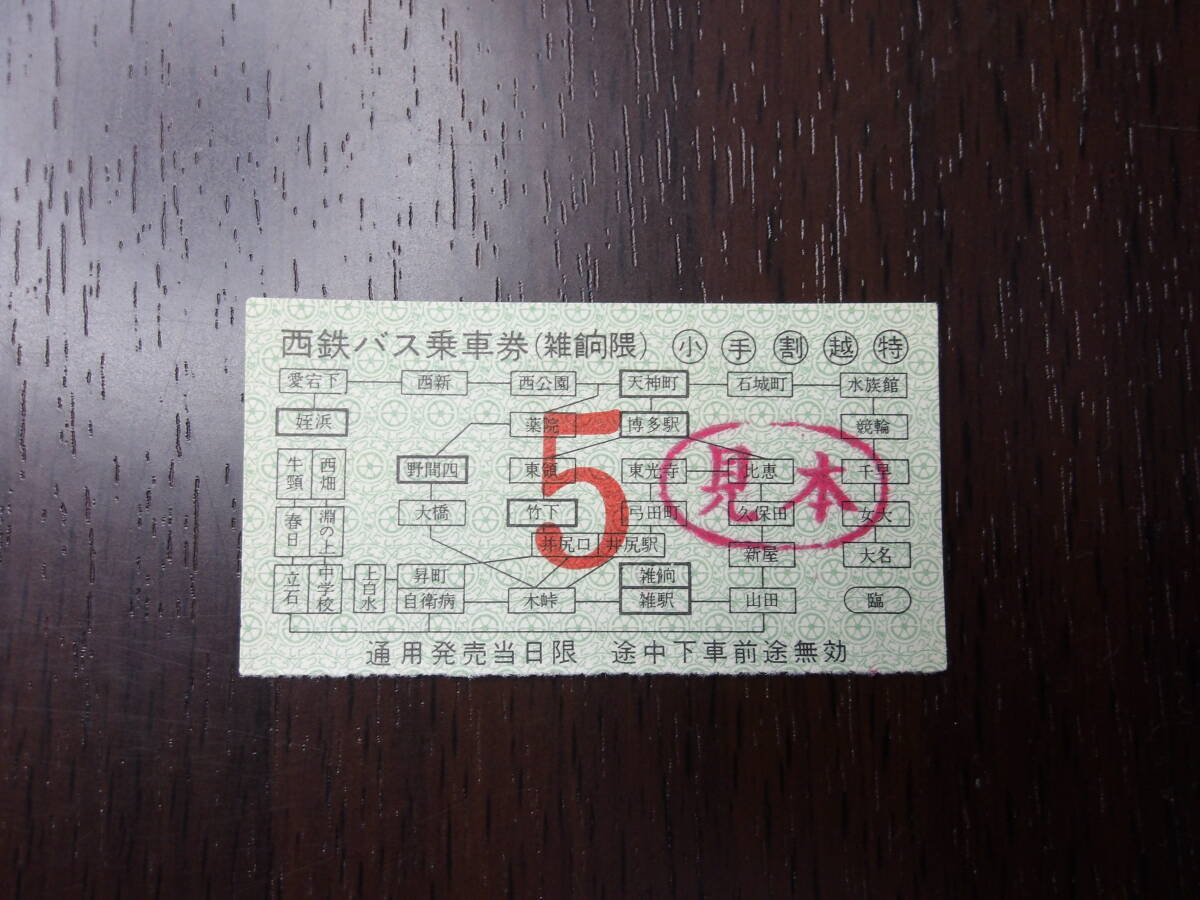 西鉄バス乗車券(雑餉隈) 小 手 割 越 特
愛宕下 西新 西公園 天神町 石城町 水族館
姪浜 薬院 博多駅 競輪
牛頸 西畑 野間四 東領 東光寺 比恵 千早
大橋 竹下 弓田町 久保田 女大
春日 淵の上 井尻口 井尻駅 新屋 大名
立石 中学校 上白水 昇町 雑餉
自衛病 木峠 雑駅 山田 臨
5
見本
通用発売当日限 途中下車前途無効